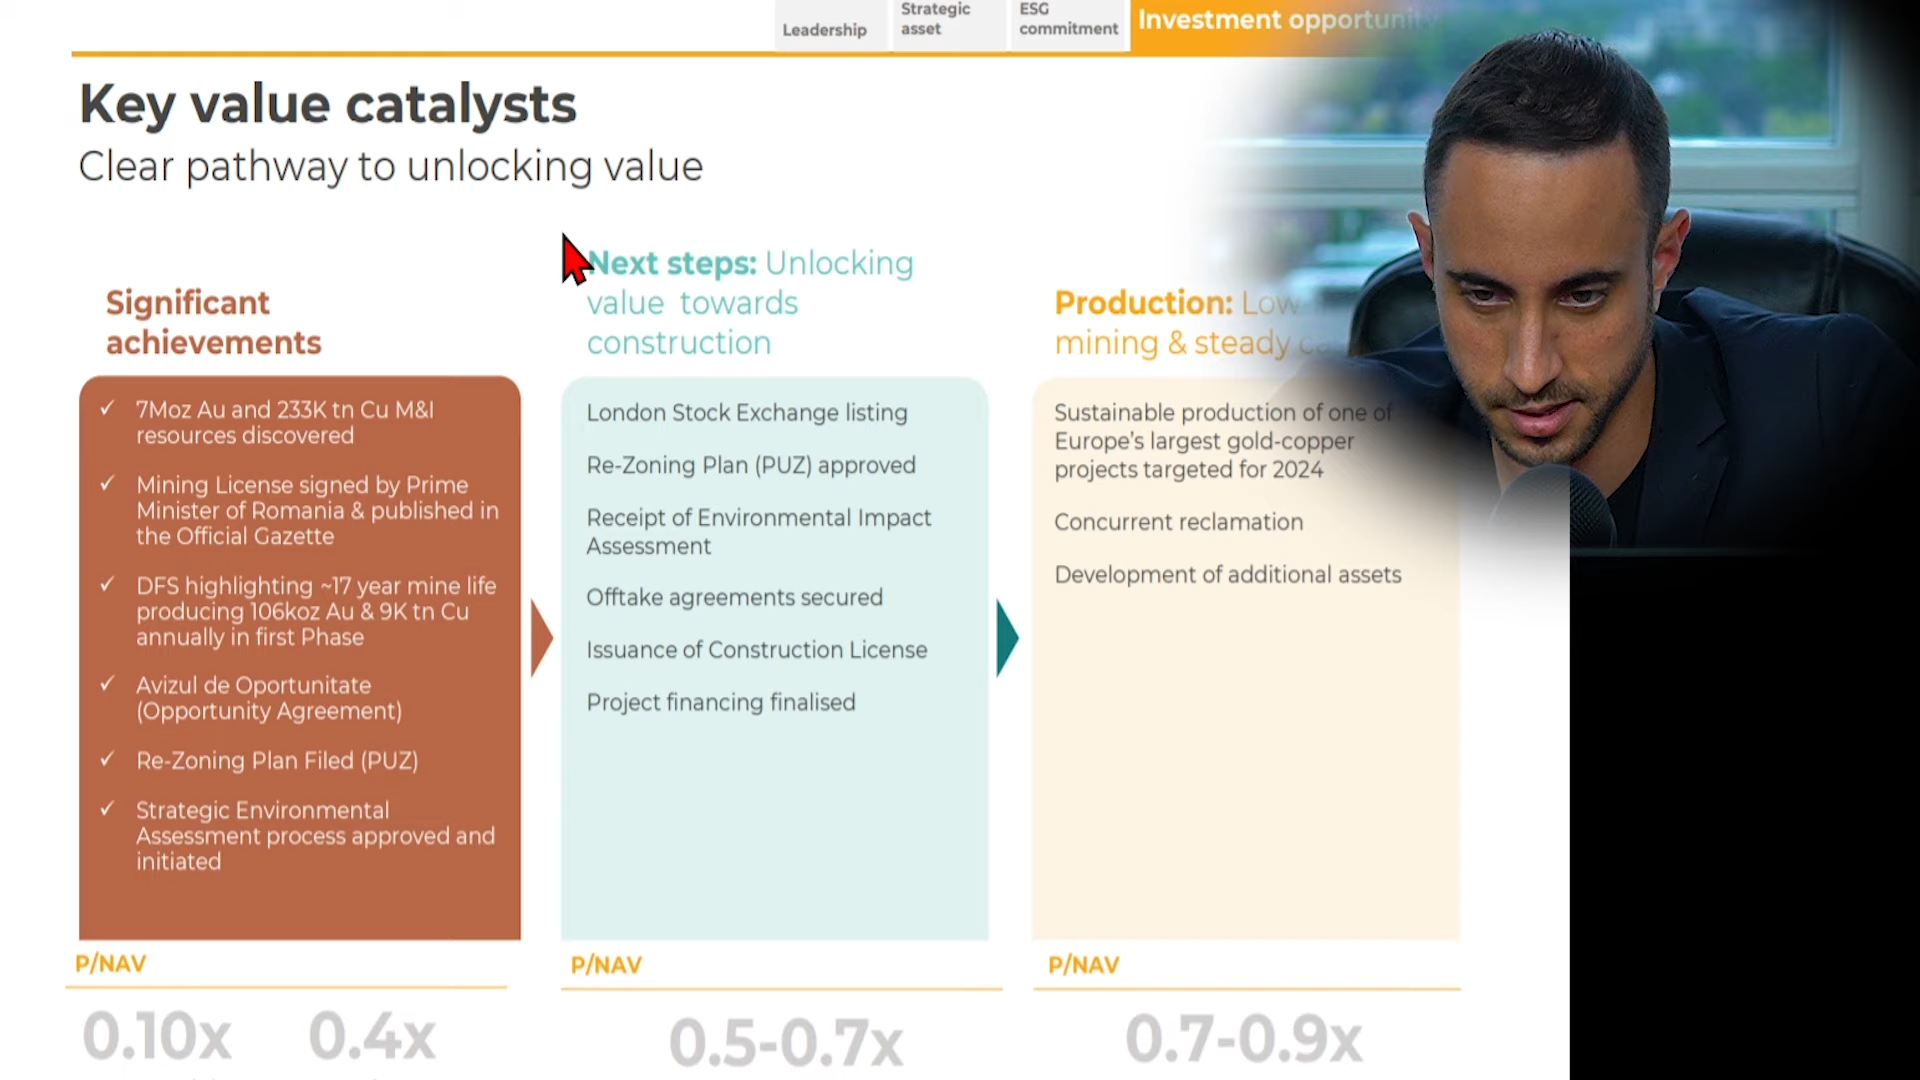 Leadership
Strategic
asset
ESG
commitment
Investment opportunity
Key value catalysts
Clear pathway to unlocking value
Significant
achievements
✓ 7Moz Au and 233K tn Cu M&I
resources discovered
✓ Mining License signed by Prime
Minister of Romania & published in
the Official Gazette
✓ DFS highlighting ~17 year mine life
producing 106koz Au & 9K tn Cu
annually in first Phase
✓ Avizul de Oportunitate
(Opportunity Agreement)
✓ Re-Zoning Plan Filed (PUZ)
✓ Strategic Environmental
Assessment process approved and
initiated
P/NAV
0.10x 0.4x
Next steps: Unlocking
value towards
construction
London Stock Exchange listing
Re-Zoning Plan (PUZ) approved
Receipt of Environmental Impact
Assessment
Offtake agreements secured
Issuance of Construction License
Project financing finalised
P/NAV
0.5-0.7x
Production: Low
mining & steady
Sustainable production of one of
Europe's largest gold-copper
projects targeted for 2024
Concurrent reclamation
Development of additional assets
P/NAV
0.7-0.9x